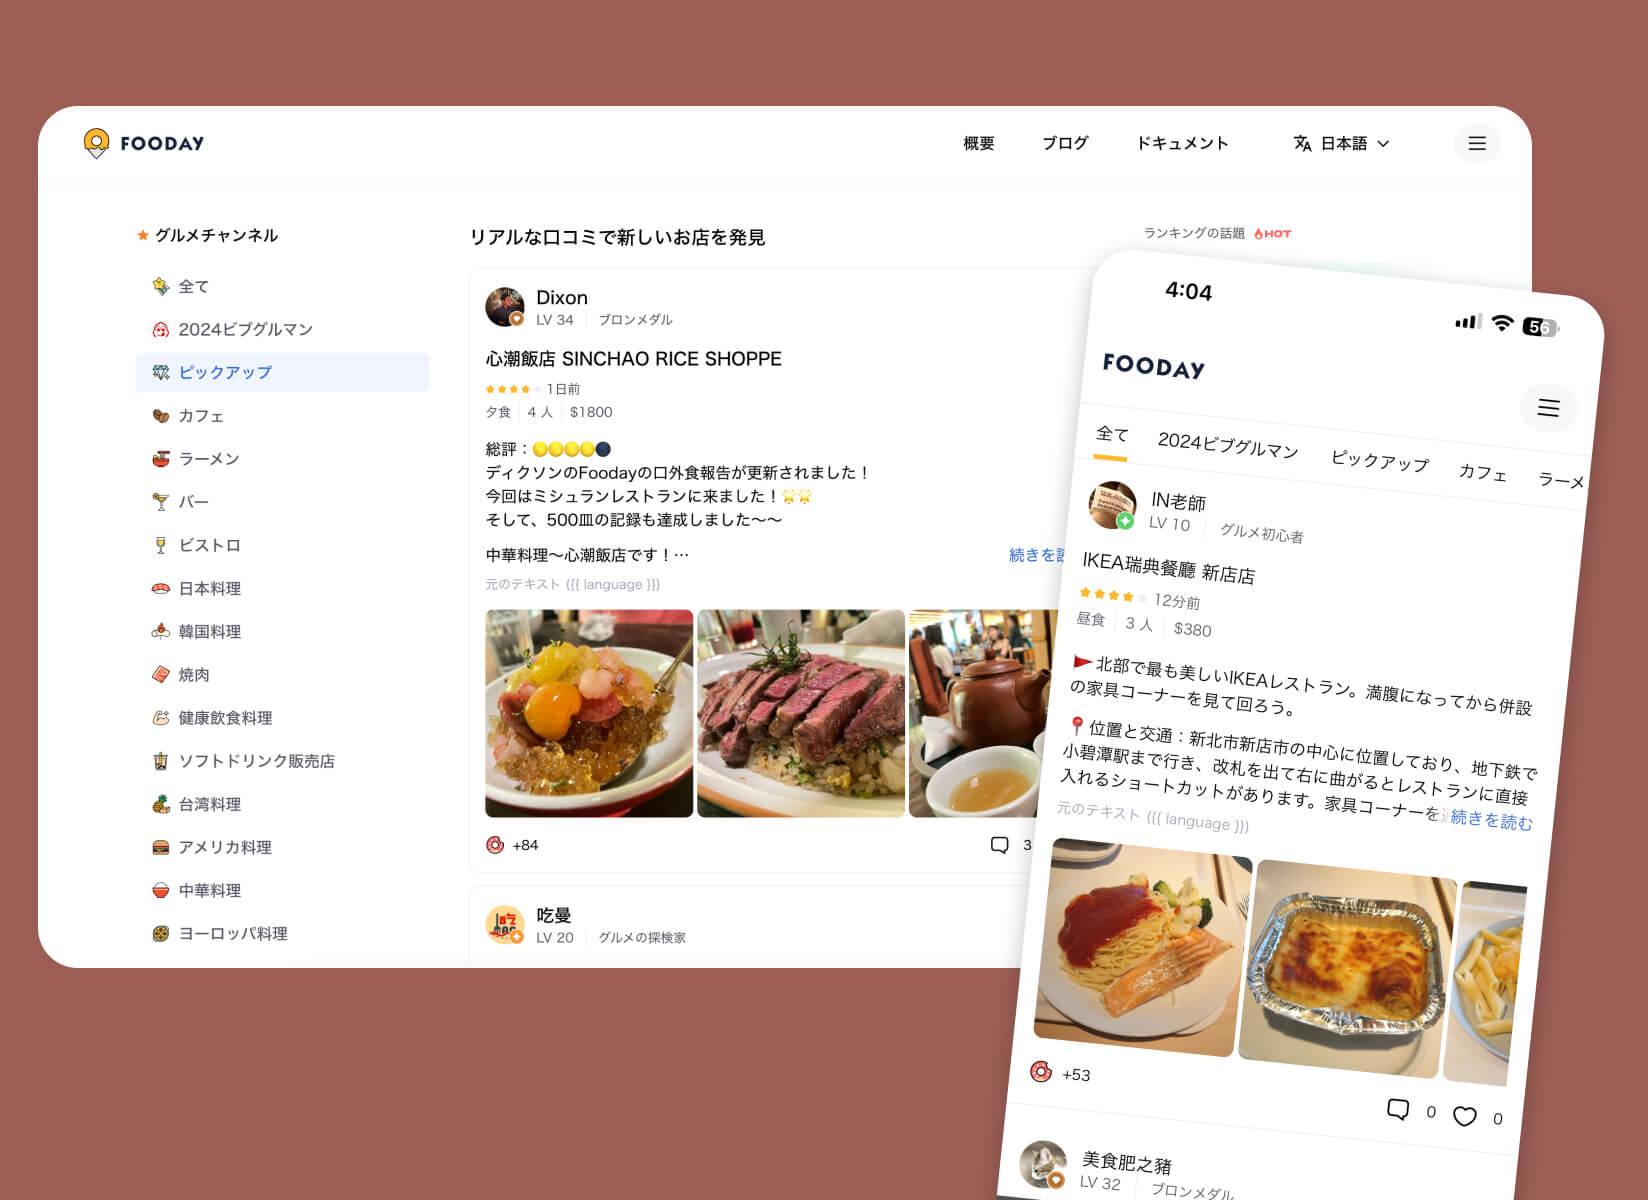 FOODAY
概要
ブログ
ドキュメント
日本語
グルメチャンネル
全て
2024ビブグルマン
ピックアップ
カフェ
ラーメン
バー
ビストロ
日本料理
韓国料理
焼肉
健康飲食料理
ソフトドリンク販売店
台湾料理
アメリカ料理
中華料理
ヨーロッパ料理
リアルな口コミで新しいお店を発見
Dixon
LV 34 ブロンメダル
心潮飯店 SINCHAO RICE SHOPPE
1日前
夕食 4 人 $1800
総評：
ディクソンのFoodayの口外食報告が更新されました！
今回はミシュランレストランに来ました！
そして、500皿の記録も達成しました～～
中華料理～心潮飯店です！…
続きを読
元のテキスト ({{ language }})
+84
3
吃曼
LV 20 グルメの探検家
ランキングの話題 HOT
4:04
56
FOODAY
全て 2024ビブグルマン ピックアップ カフェ ラーメ
IN老師
LV 10 グルメ初心者
IKEA瑞典餐廳 新店店
12分前
昼食 3 人 $380
北部で最も美しいIKEAレストラン。満腹になってから併設
の家具コーナーを見て回ろう。
位置と交通：新北市新店市の中心に位置しており、地下鉄で
小碧潭駅まで行き、改札を出て右に曲がるとレストランに直接
入れるショートカットがあります。家具コーナーを
続きを読む
元のテキスト ({{ language }})
+53
0
0
美食肥之豬
LV 32 ブロンメダル